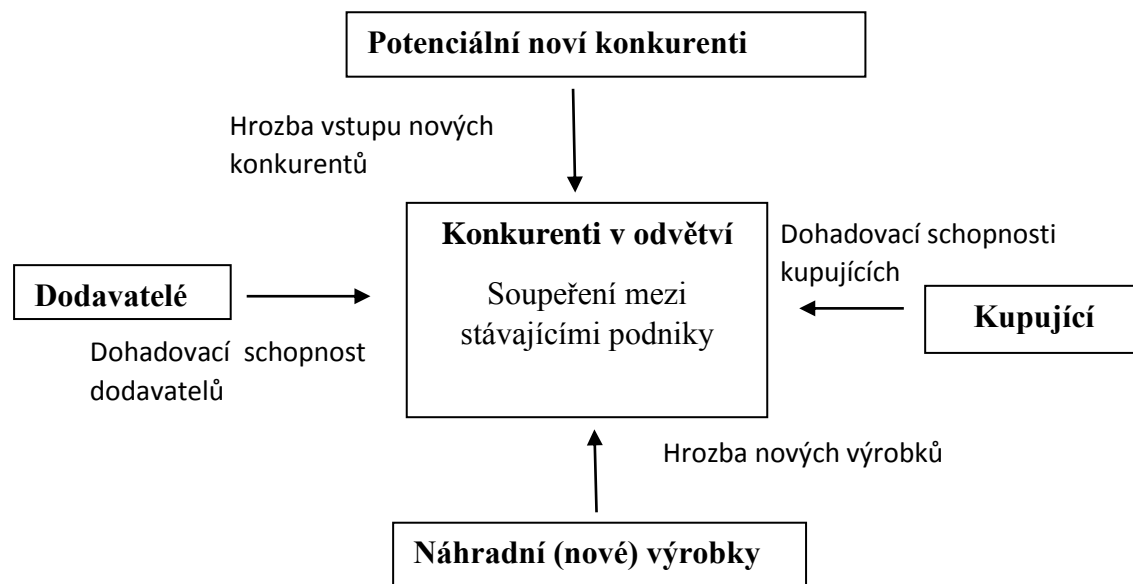 Potenciální noví konkurenti
Hrozba vstupu nových
konkurentů
Konkurenti v odvětví
Soupeření mezi
stávajícími podniky
Dohadovací schopnosti
kupujících
Dodavatelé
Kupující
Dohadovací schopnost
dodavatelů
Hrozba nových výrobků
Náhradní (nové) výrobky